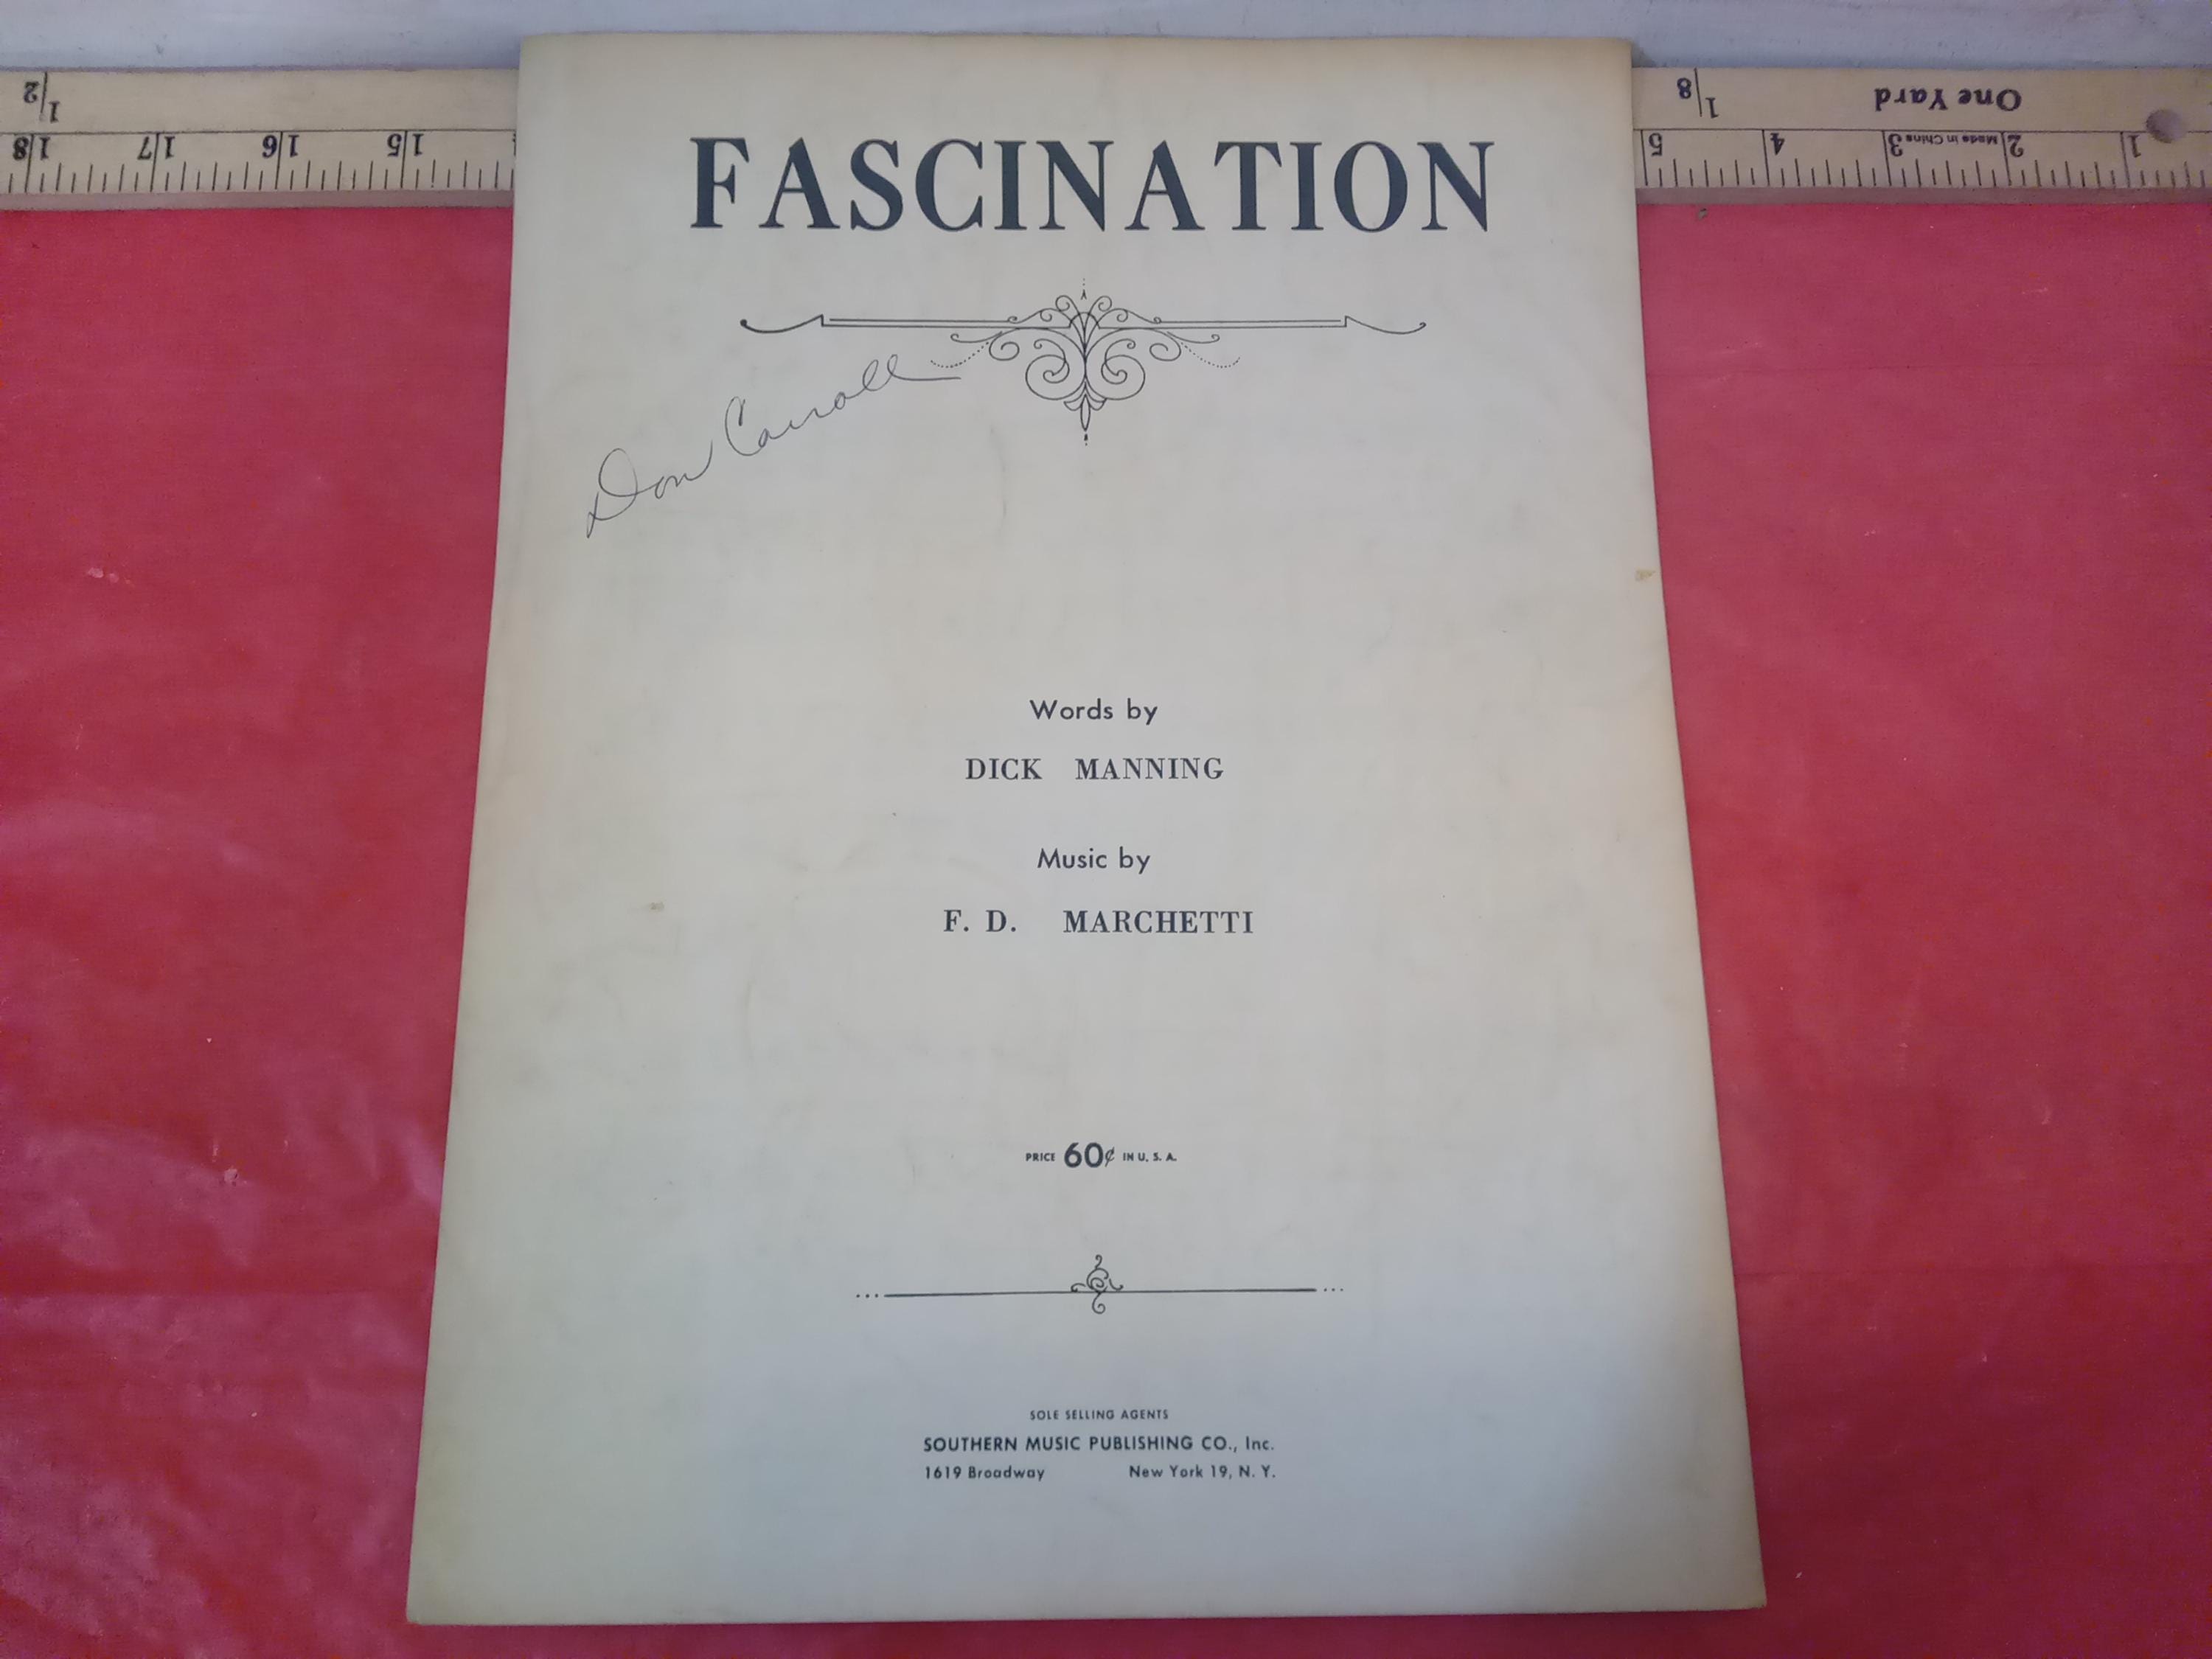 FASCINATION
Don Carroll
Words by
DICK MANNING
Music by
F. D. MARCHETTI
PRICE 60¢ IN U. S. A.
SOLE SELLING AGENTS
SOUTHERN MUSIC PUBLISHING CO., Inc.
1619 Broadway New York 19, N. Y.
1/2
18 17 16 15
1/8 One Yard
5 4 3 Made in China 2 1